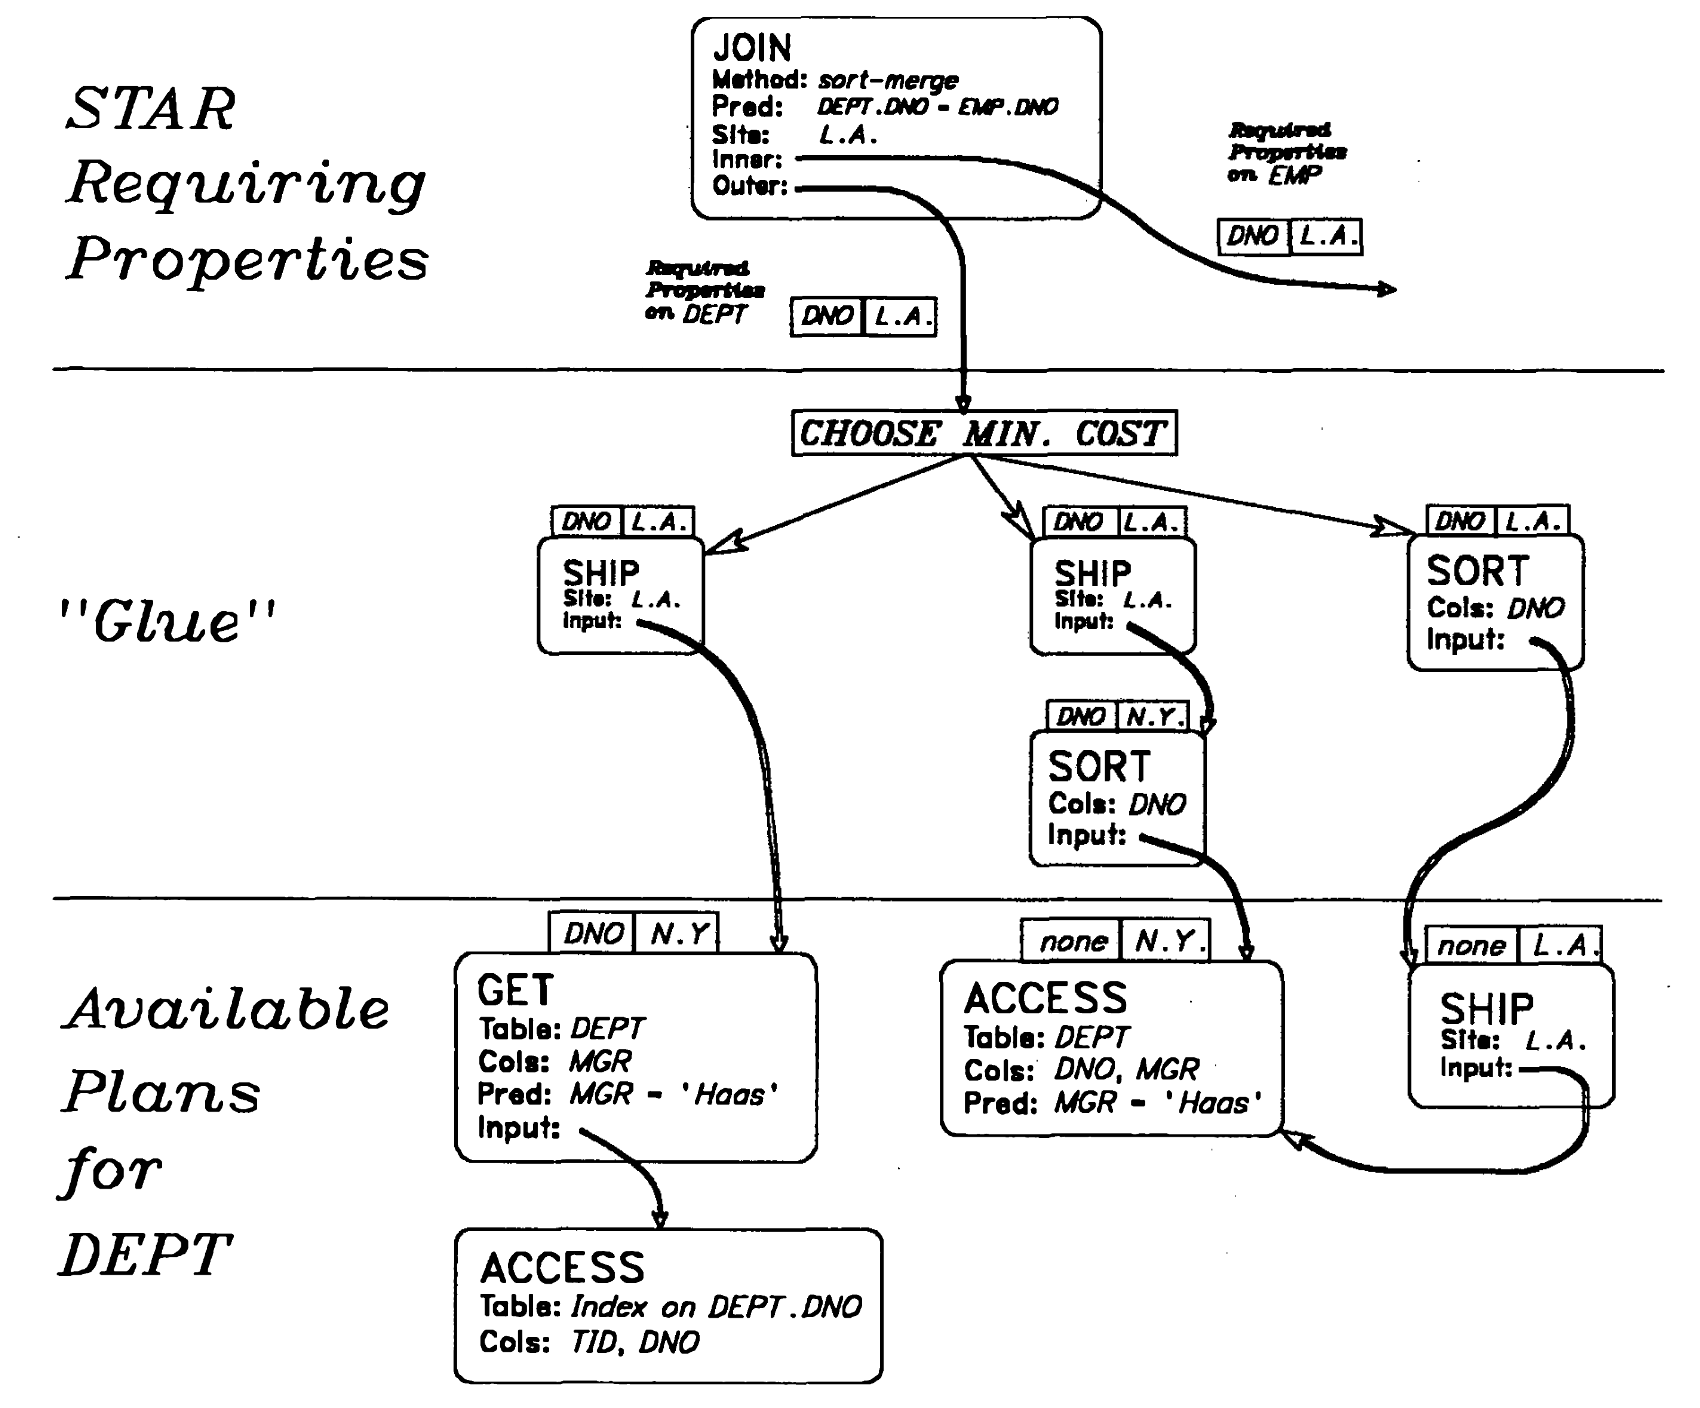 STAR
Requiring
Properties
JOIN
Method: sort-merge
Pred: DEPT.DNO = EMP.DNO
Site: L.A.
Inner:
Outer:
Required
Properties
on EMP
DNO L.A.
Required
Properties
on DEPT
DNO L.A.
CHOOSE MIN. COST
"Glue"
DNO L.A.
SHIP
Site: L.A.
Input:
DNO L.A.
SHIP
Site: L.A.
Input:
DNO L.A.
SORT
Cols: DNO
Input:
DNO N.Y.
SORT
Cols: DNO
Input:
Available
Plans
for
DEPT
DNO N.Y
GET
Table: DEPT
Cols: MGR
Pred: MGR = 'Haas'
Input:
none N.Y.
ACCESS
Table: DEPT
Cols: DNO, MGR
Pred: MGR = 'Haas'
none L.A.
SHIP
Site: L.A.
Input:
ACCESS
Table: Index on DEPT.DNO
Cols: TID, DNO